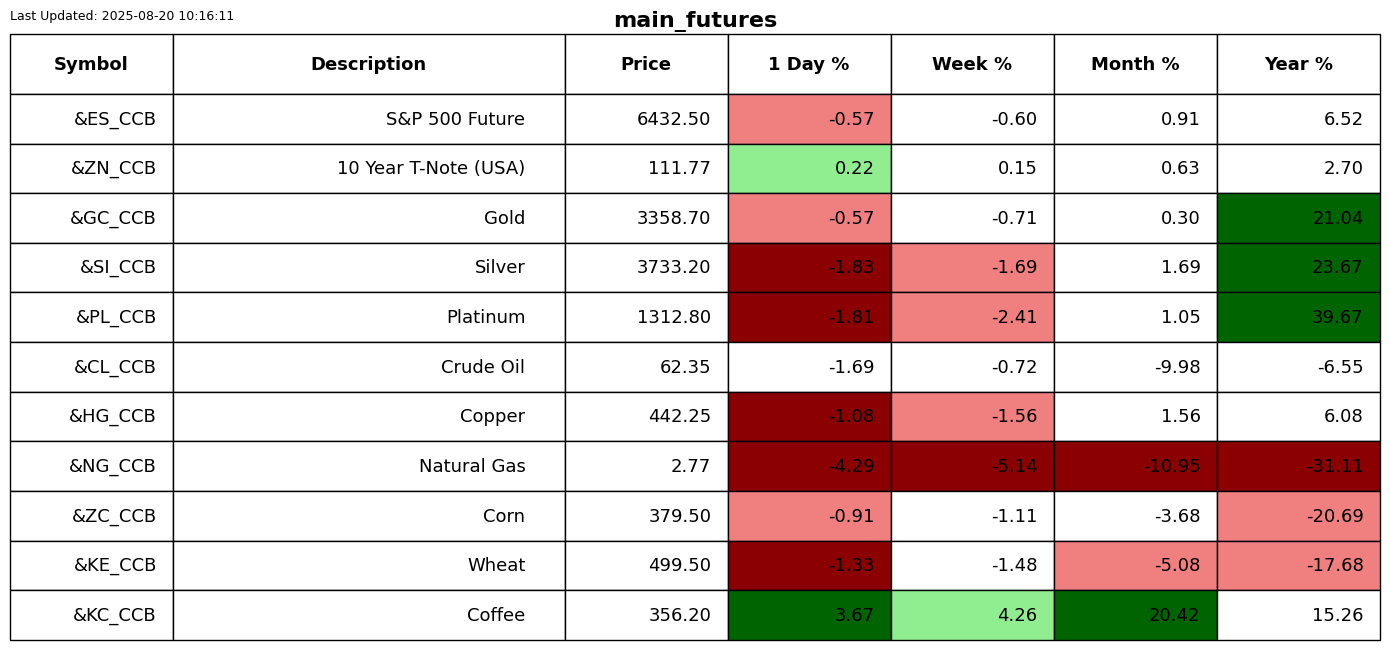 Last Updated: 2025-08-20 10:16:11
main_futures
Symbol Description Price 1 Day % Week % Month % Year %
&ES_CCB S&P 500 Future 6432.50 -0.57 -0.60 0.91 6.52
&ZN_CCB 10 Year T-Note (USA) 111.77 0.22 0.15 0.63 2.70
&GC_CCB Gold 3358.70 -0.57 -0.71 0.30 21.04
&SI_CCB Silver 3733.20 -1.83 -1.69 1.69 23.67
&PL_CCB Platinum 1312.80 -1.81 -2.41 1.05 39.67
&CL_CCB Crude Oil 62.35 -1.69 -0.72 -9.98 -6.55
&HG_CCB Copper 442.25 -1.08 -1.56 1.56 6.08
&NG_CCB Natural Gas 2.77 -4.29 -5.14 -10.95 -31.11
&ZC_CCB Corn 379.50 -0.91 -1.11 -3.68 -20.69
&KE_CCB Wheat 499.50 -1.33 -1.48 -5.08 -17.68
&KC_CCB Coffee 356.20 3.67 4.26 20.42 15.26